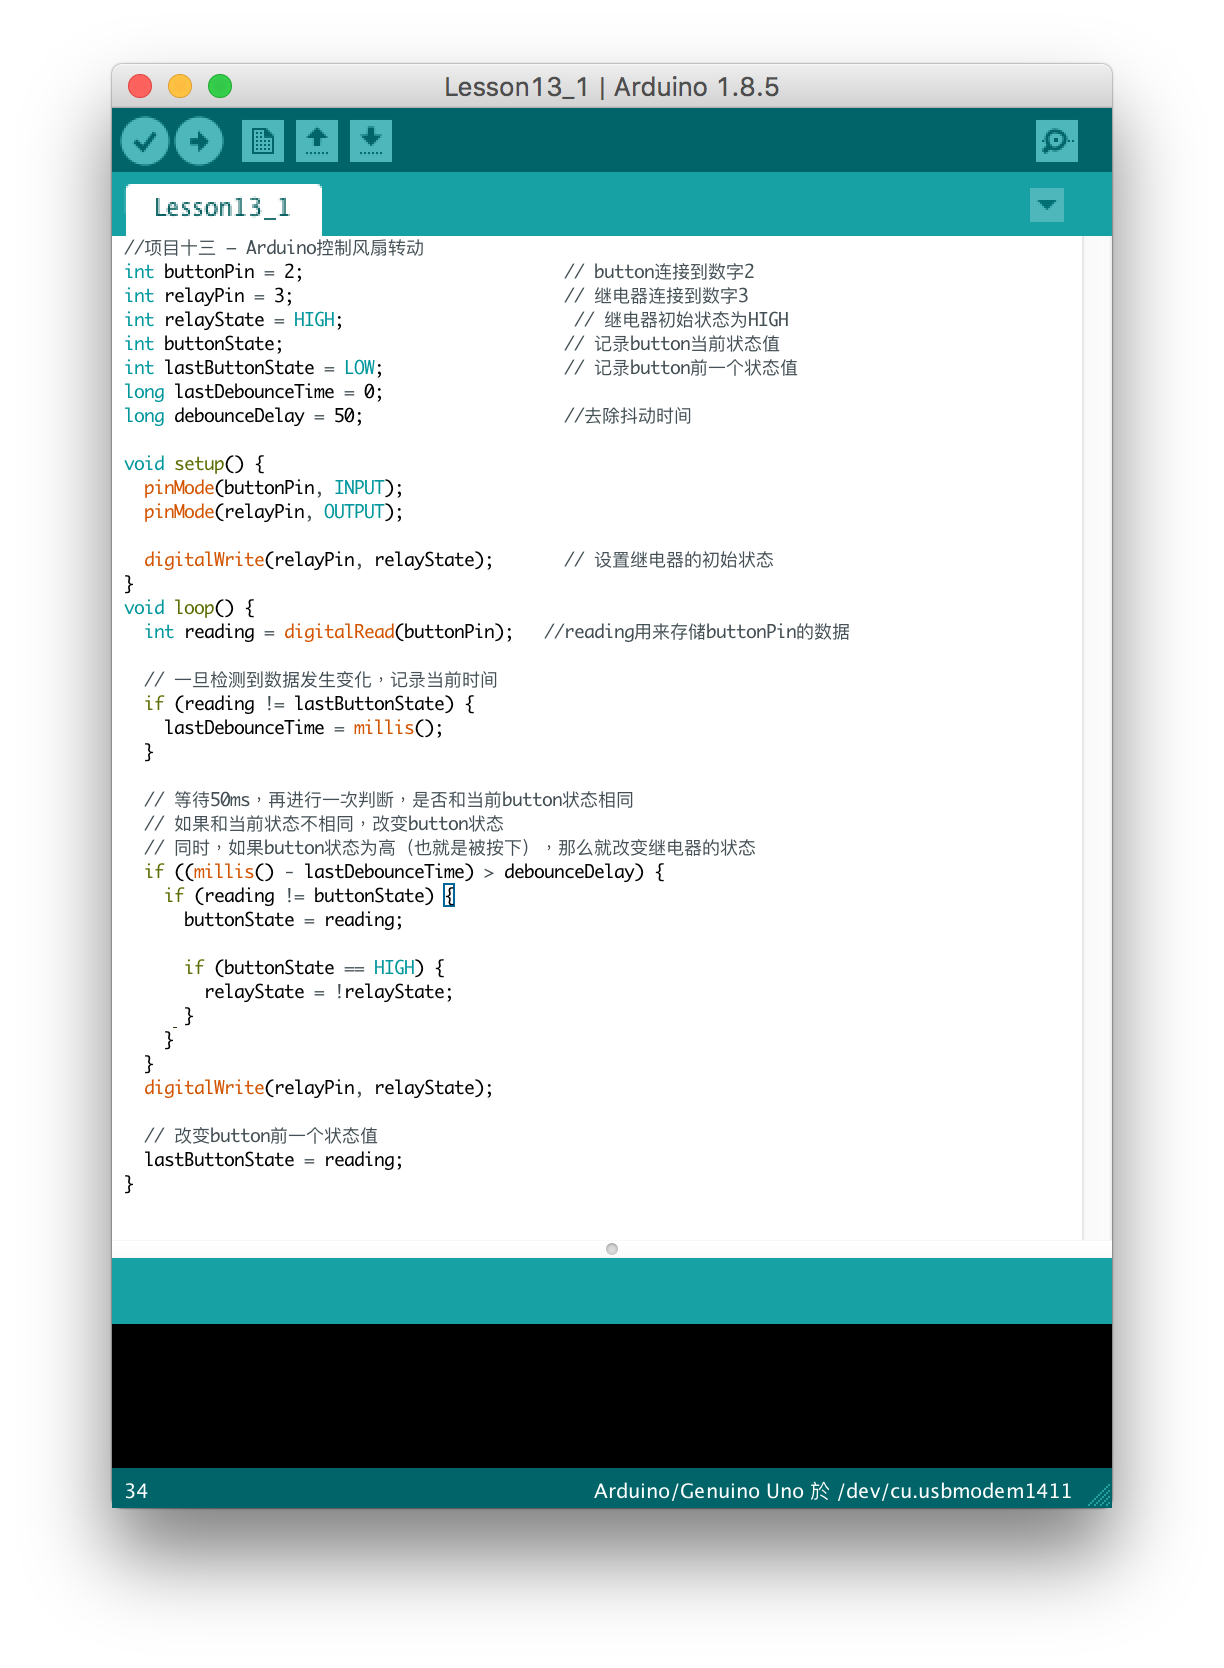 Lesson13_1 | Arduino 1.8.5
Lesson13_1
//项目十三 – Arduino控制风扇转动
int buttonPin = 2;                          // button连接到数字2
int relayPin = 3;                           // 继电器连接到数字3
int relayState = HIGH;                       // 继电器初始状态为HIGH
int buttonState;                            // 记录button当前状态值
int lastButtonState = LOW;                  // 记录button前一个状态值
long lastDebounceTime = 0;
long debounceDelay = 50;                    //去除抖动时间
void setup() {
  pinMode(buttonPin, INPUT);
  pinMode(relayPin, OUTPUT);
  digitalWrite(relayPin, relayState);       // 设置继电器的初始状态
}
void loop() {
  int reading = digitalRead(buttonPin);   //reading用来存储buttonPin的数据
  // 一旦检测到数据发生变化，记录当前时间
  if (reading != lastButtonState) {
    lastDebounceTime = millis();
  }
  // 等待50ms，再进行一次判断，是否和当前button状态相同
  // 如果和当前状态不相同，改变button状态
  // 同时，如果button状态为高（也就是被按下），那么就改变继电器的状态
  if ((millis() - lastDebounceTime) > debounceDelay) {
    if (reading != buttonState) {
      buttonState = reading;
      if (buttonState == HIGH) {
        relayState = !relayState;
      }
    }
  }
  digitalWrite(relayPin, relayState);
  // 改变button前一个状态值
  lastButtonState = reading;
}
34 Arduino/Genuino Uno 於 /dev/cu.usbmodem1411